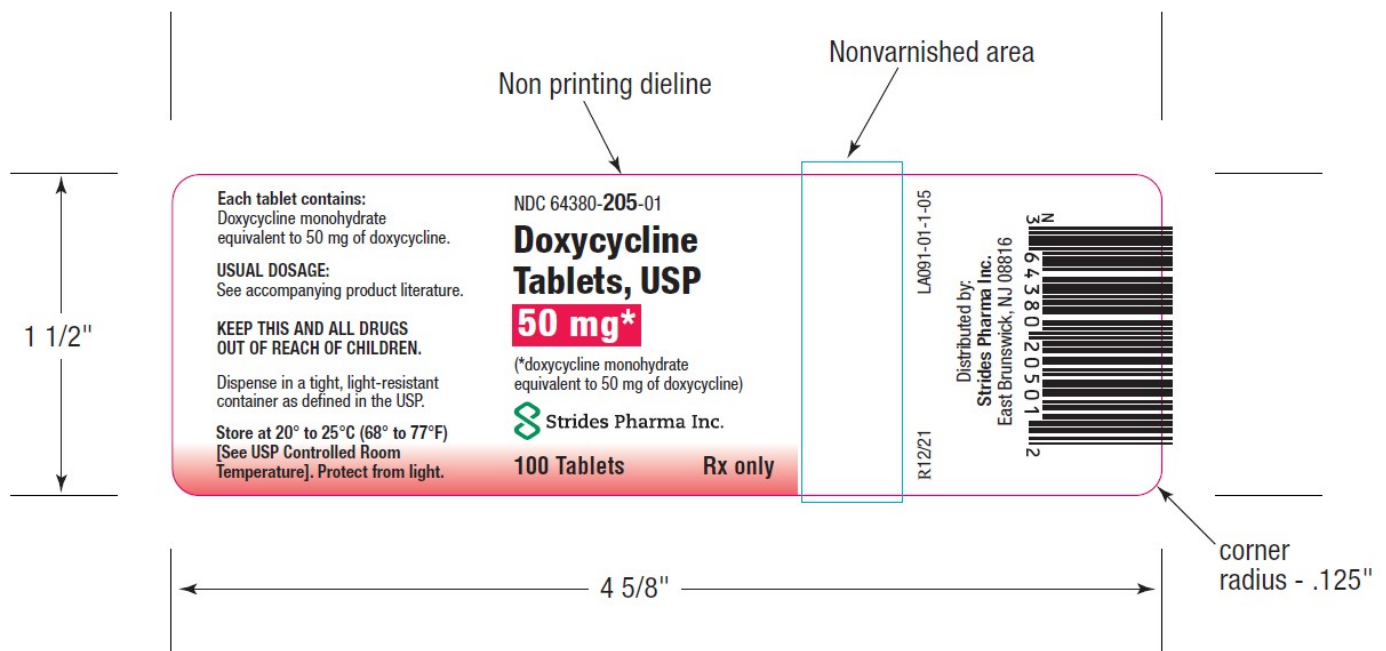 Non printing dieline
Nonvarnished area
1 1/2"
Each tablet contains:
Doxycycline monohydrate
equivalent to 50 mg of doxycycline.
USUAL DOSAGE:
See accompanying product literature.
KEEP THIS AND ALL DRUGS
OUT OF REACH OF CHILDREN.
Dispense in a tight, light-resistant
container as defined in the USP.
Store at 20° to 25°C (68° to 77°F)
[See USP Controlled Room
Temperature]. Protect from light.
NDC 64380-205-01
Doxycycline
Tablets, USP
50 mg*
(*doxycycline monohydrate
equivalent to 50 mg of doxycycline)
Strides Pharma Inc.
100 Tablets Rx only
R12/21 LA091-01-1-05
Distributed by:
Strides Pharma Inc.
East Brunswick, NJ 08816
N
3 64380 20501 2
4 5/8"
corner
radius - .125"